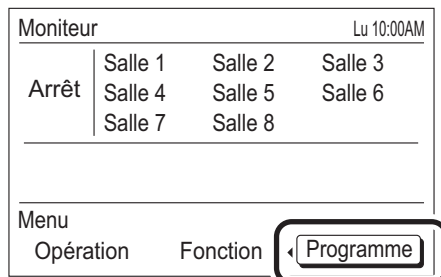 Moniteur Lu 10:00AM
Salle 1 Salle 2 Salle 3
Arrêt Salle 4 Salle 5 Salle 6
Salle 7 Salle 8
Menu
Opération Fonction Programme